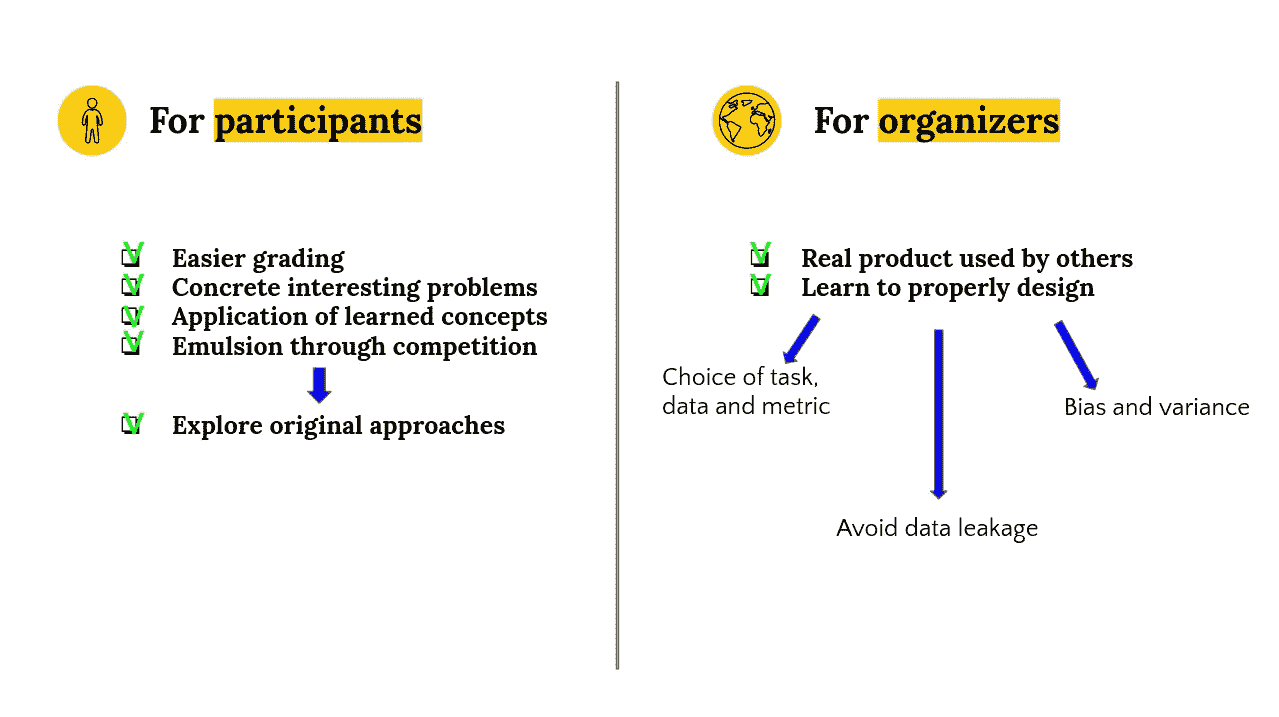 For participants
Easier grading
Concrete interesting problems
Application of learned concepts
Emulsion through competition
Explore original approaches
For organizers
Real product used by others
Learn to properly design
Choice of task,
data and metric
Bias and variance
Avoid data leakage